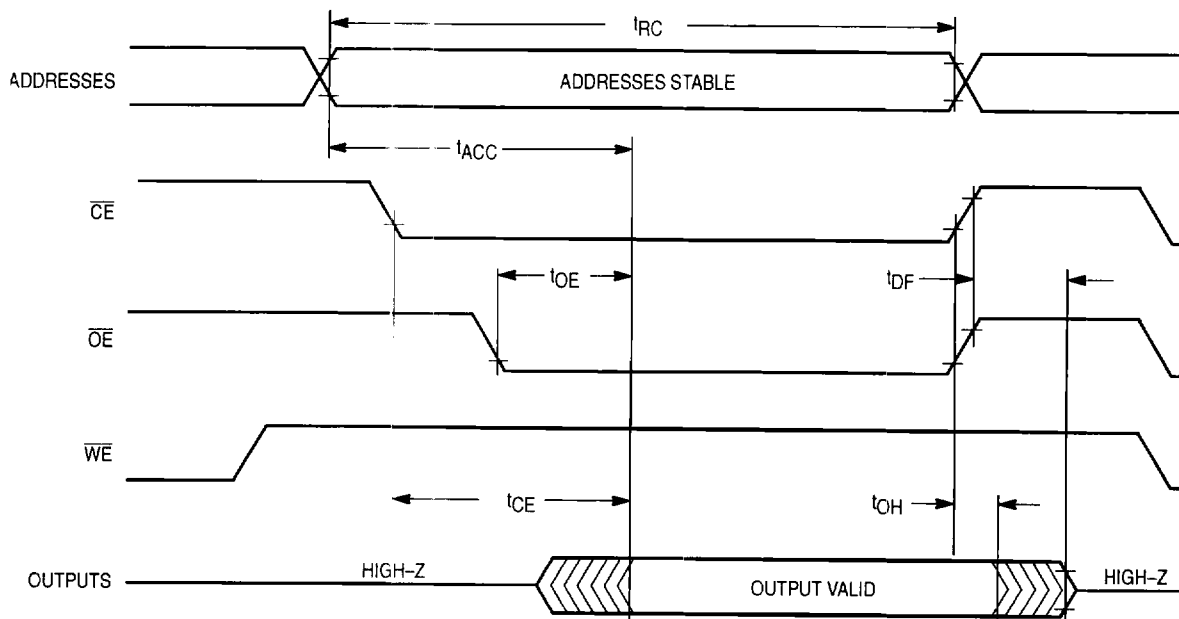 tRC
ADDRESSES
ADDRESSES STABLE
tACC
CE
tOE
tDF
OE
WE
tCE
tOH
OUTPUTS
HIGH–Z
OUTPUT VALID
HIGH–Z